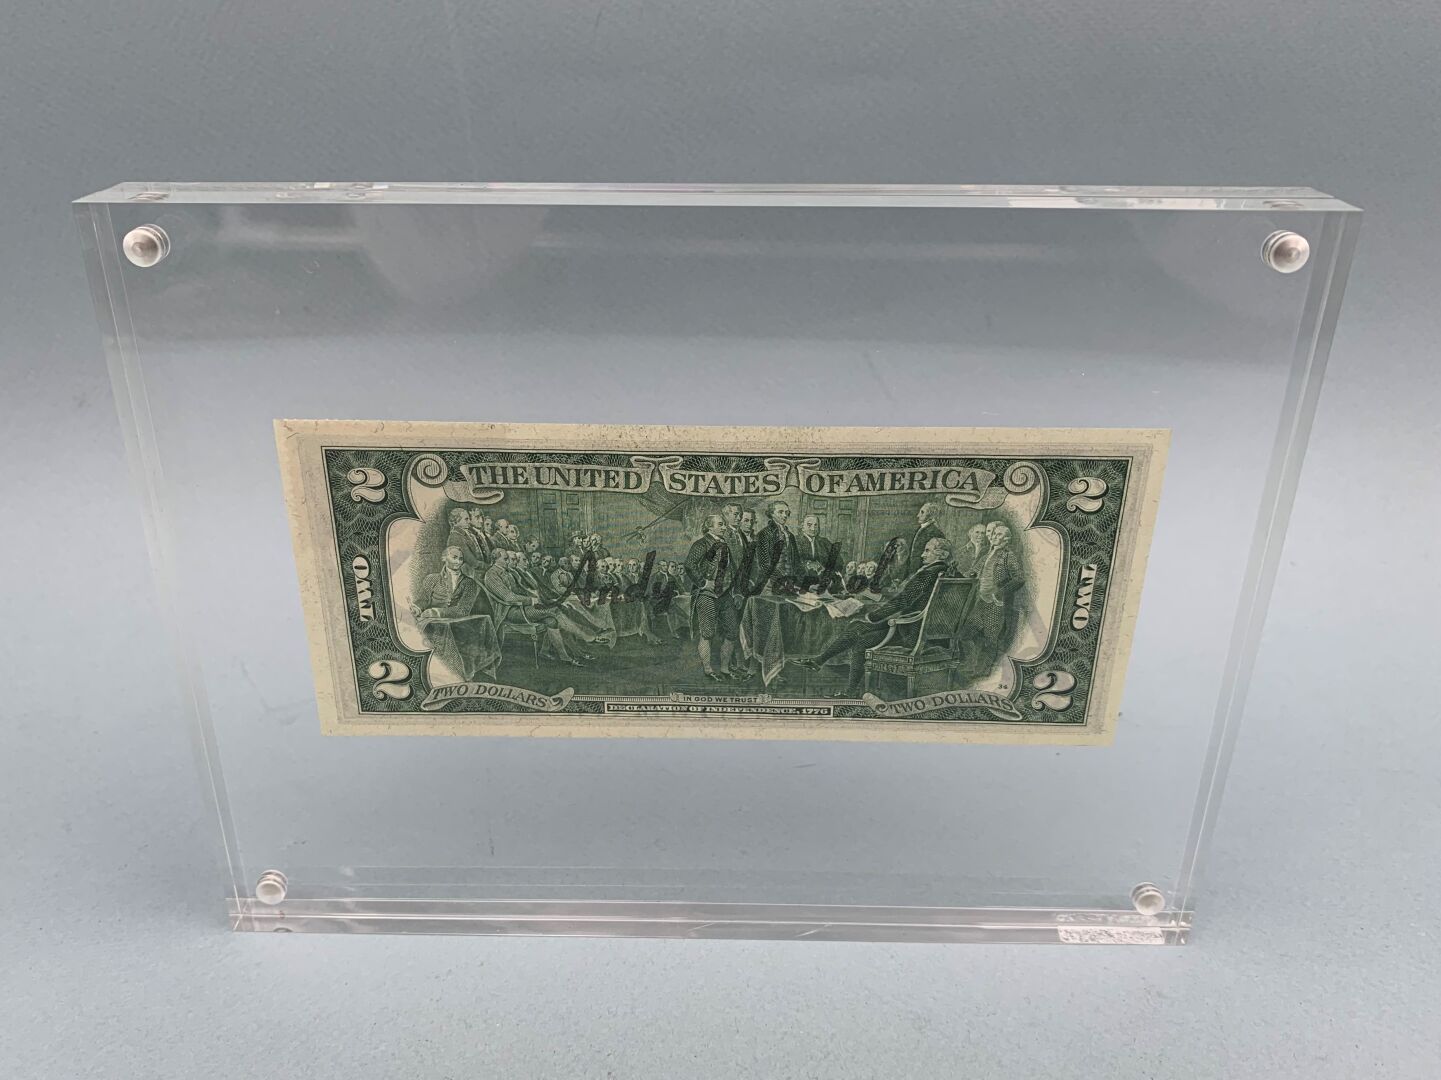 2 THE UNITED STATES OF AMERICA 2
TWO Andy Warhol TWO
2 TWO DOLLARS IN GOD WE TRUST TWO DOLLARS 2
36
DECLARATION OF INDEPENDENCE, 1776